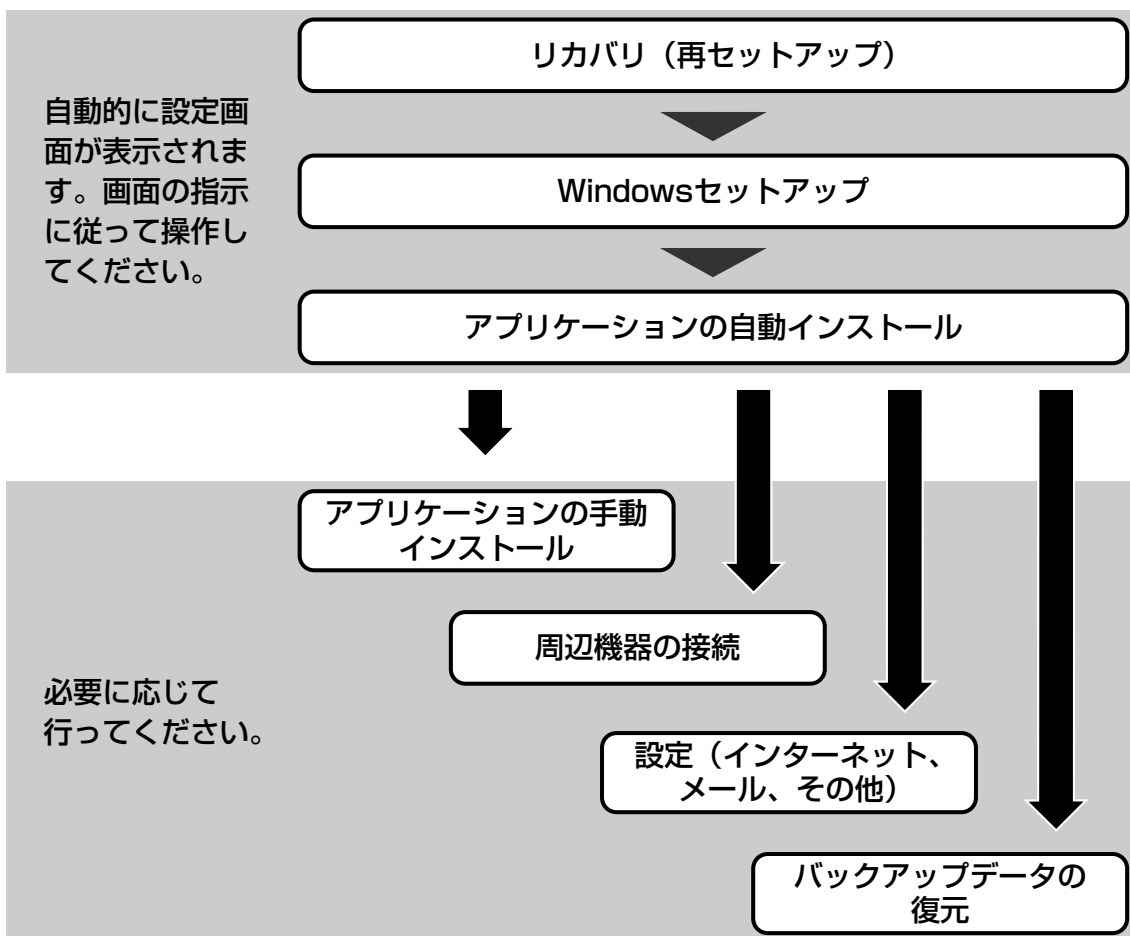 リカバリ（再セットアップ）
自動的に設定画
面が表示されま
す。画面の指示
に従って操作し
てください。
Windowsセットアップ
アプリケーションの自動インストール
アプリケーションの手動
インストール
周辺機器の接続
必要に応じて
行ってください。
設定（インターネット、
メール、その他）
バックアップデータの
復元